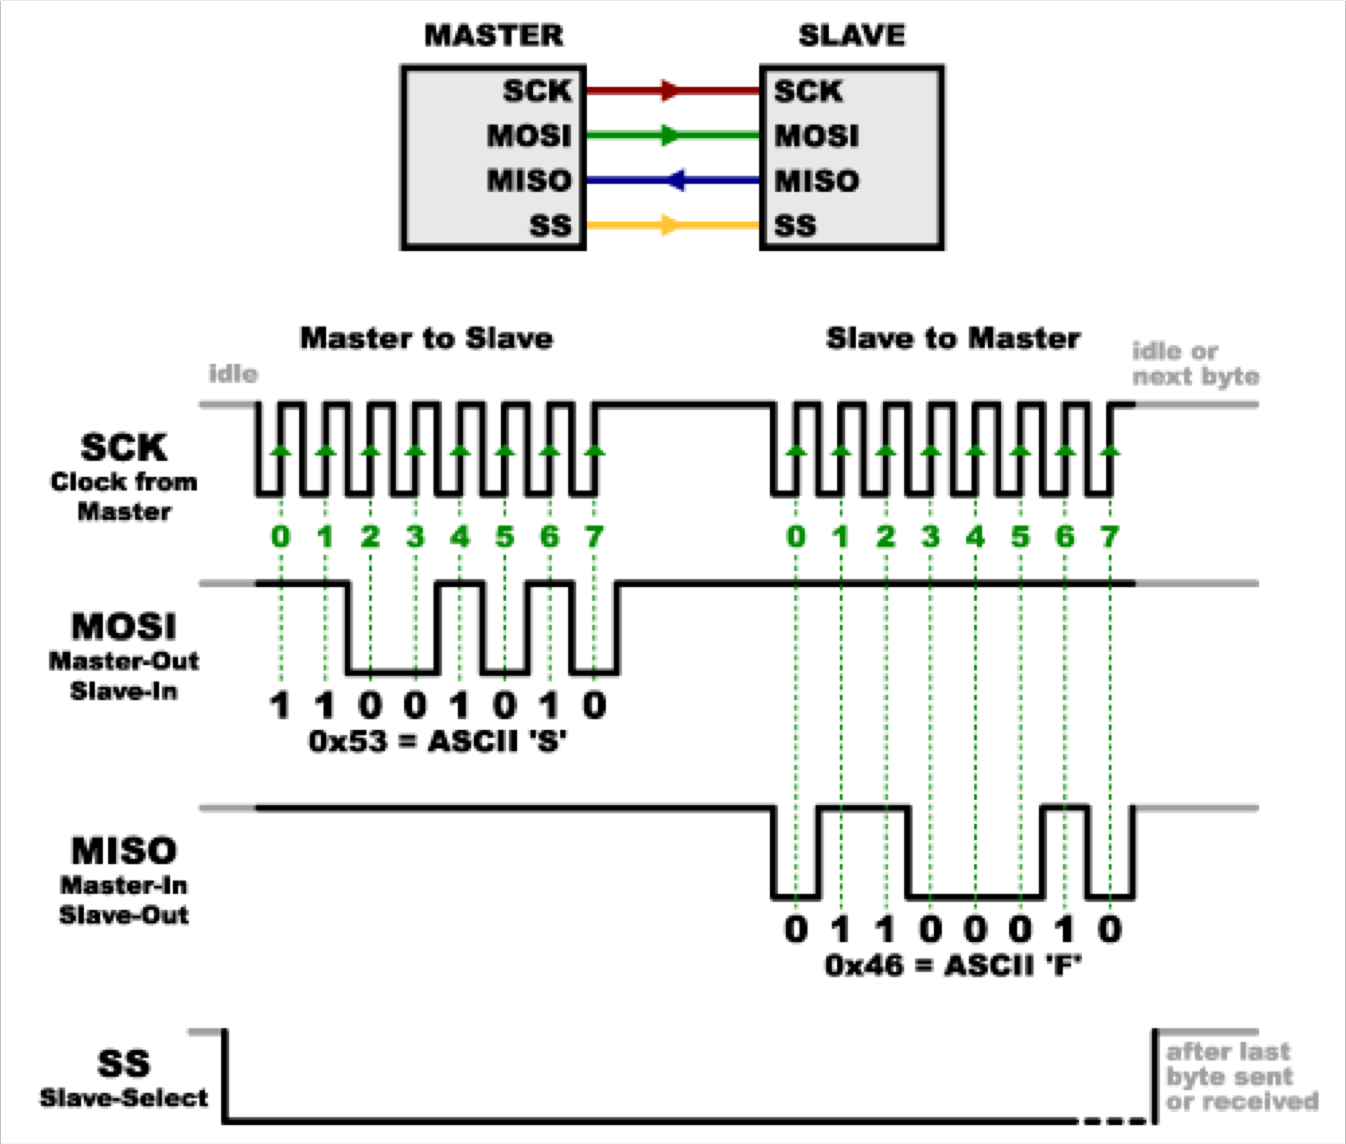 MASTER
SLAVE
SCK
SCK
MOSI
MOSI
MISO
MISO
SS
SS
Master to Slave
Slave to Master
idle
idle or
next byte
SCK
Clock from
Master
0 1 2 3 4 5 6 7
0 1 2 3 4 5 6 7
MOSI
Master-Out
Slave-In
1 1 0 0 1 0 1 0
0x53 = ASCII 'S'
MISO
Master-In
Slave-Out
0 1 1 0 0 0 1 0
0x46 = ASCII 'F'
SS
Slave-Select
after last
byte sent
or received